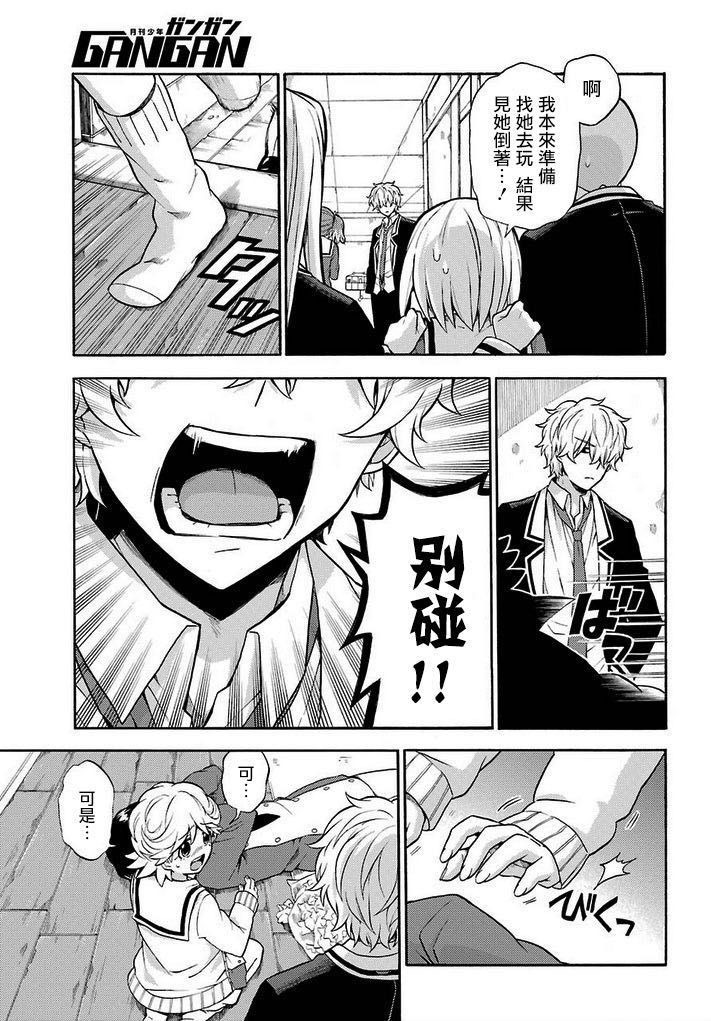 月刊少年
ガンガン
GANGAN
啊
我本來準備
找她去玩 結果
見她倒著…!
ダッ
ばっ
別碰!!
びくっ
可…
可是…